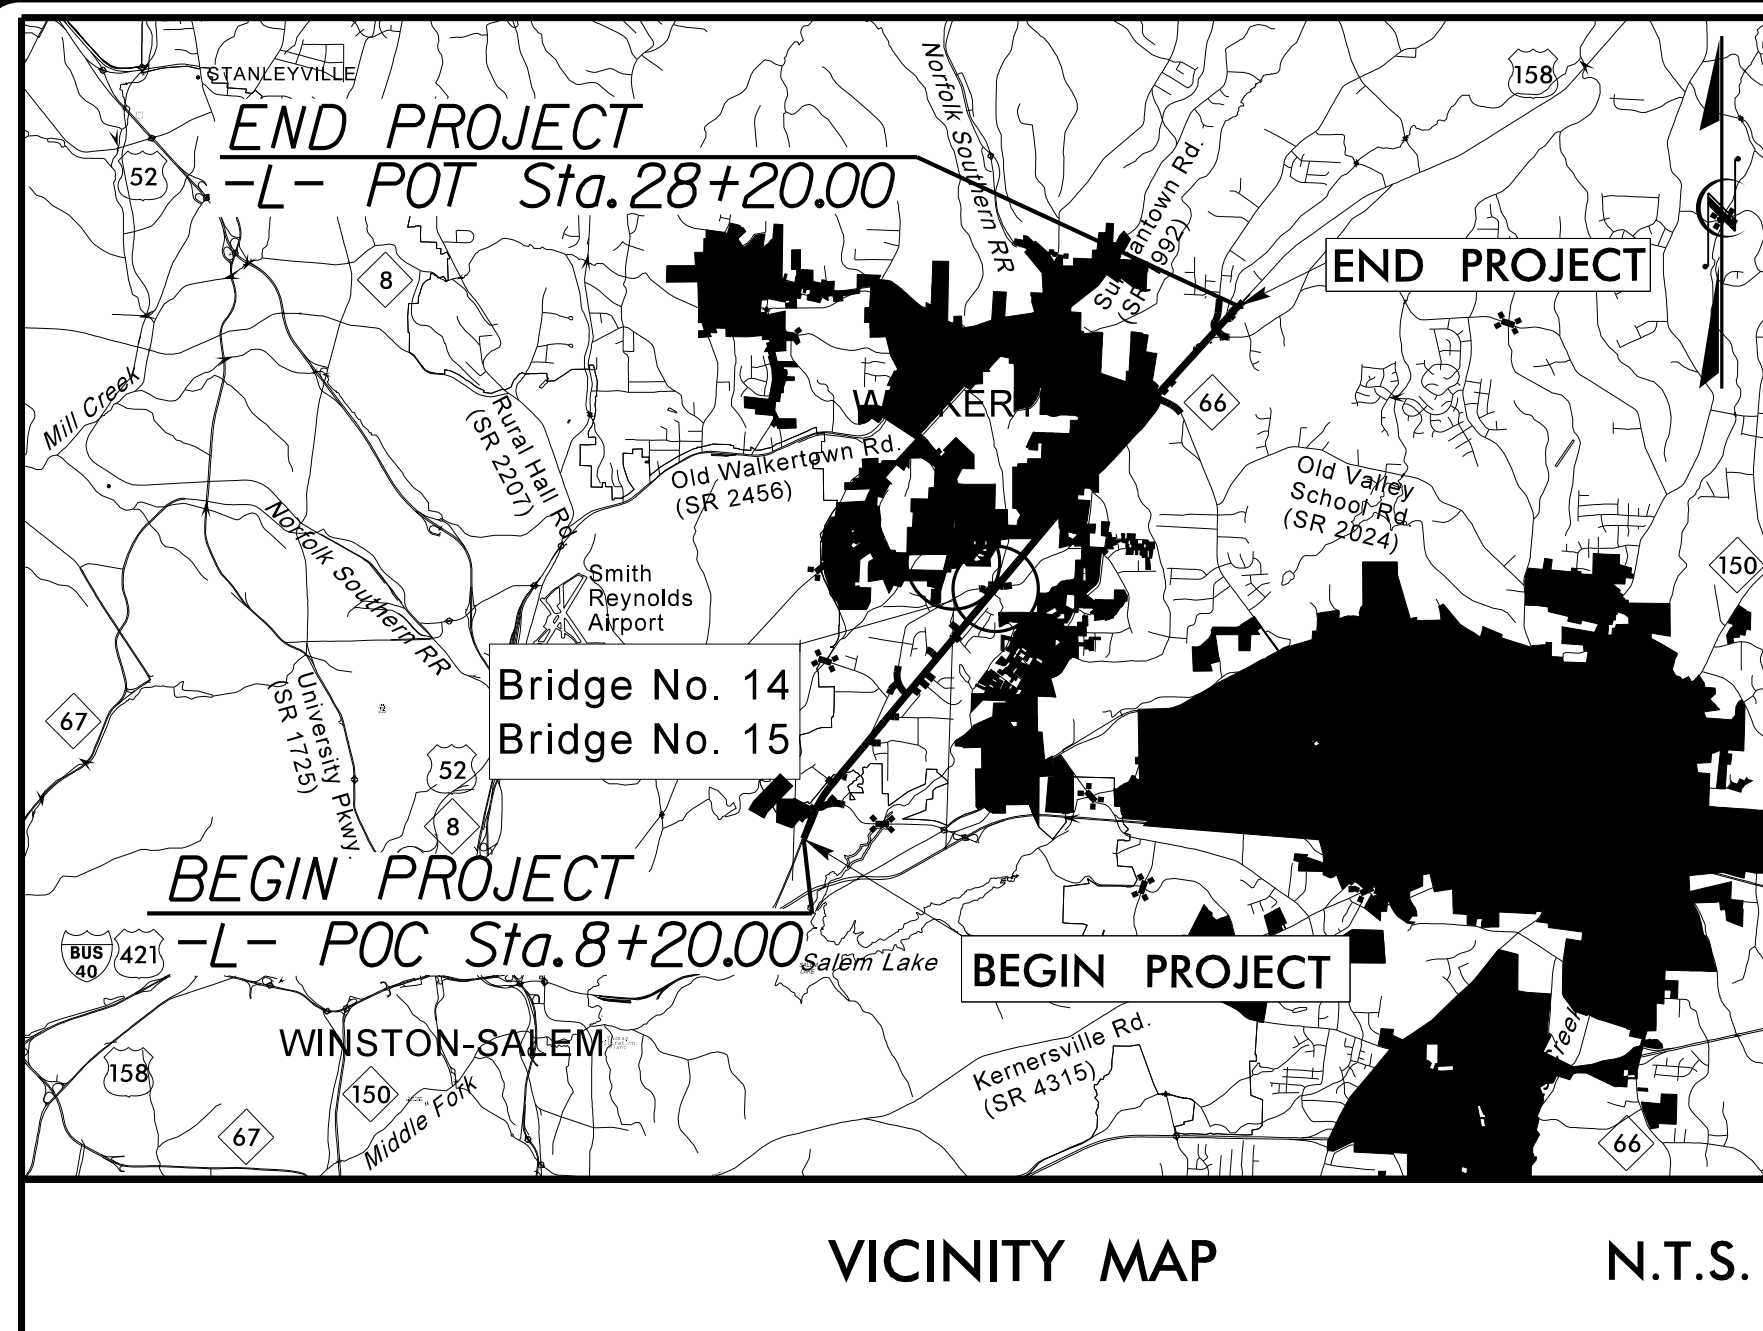 STANLEYVILLE
158
END PROJECT
-L- POT Sta. 28+20.00
52
Norfolk Southern RR
END PROJECT
8
66
Mill Creek
Rural Hall Rd
(SR 2207)
Old Walkertown Rd.
(SR 2456)
Old Valley
School Rd.
(SR 2024)
150
Norfolk Southern RR
Smith
Reynolds
Airport
Bridge No. 14
Bridge No. 15
67
University Pkwy.
(SR 1725)
52
8
BEGIN PROJECT
-L- POC Sta. 8+20.00
BUS
40
421
Salem Lake
BEGIN PROJECT
WINSTON-SALEM
158
150
Middle Fork
67
Kernersville Rd.
(SR 4315)
Creek
66
VICINITY MAP
N.T.S.